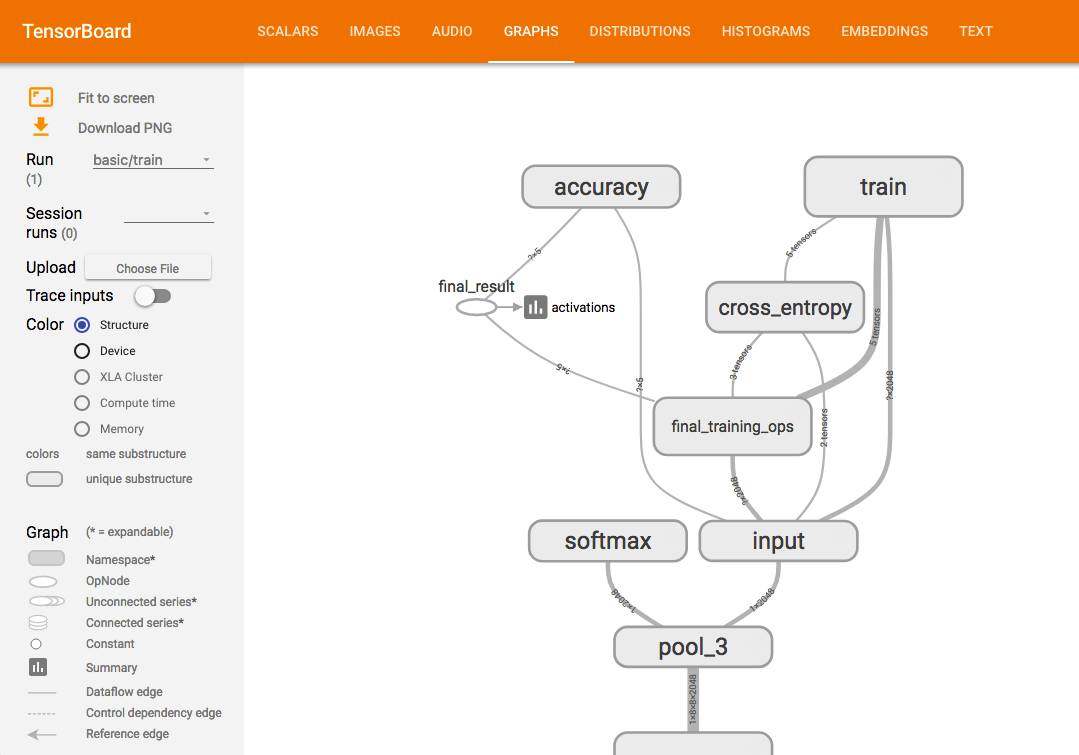 TensorBoard
SCALARS IMAGES AUDIO GRAPHS DISTRIBUTIONS HISTOGRAMS EMBEDDINGS TEXT
Fit to screen
Download PNG
Run (1) basic/train
Session runs (0)
Upload Choose File
Trace inputs
Color Structure
Device
XLA Cluster
Compute time
Memory
colors same substructure
unique substructure
Graph (* = expandable)
Namespace*
OpNode
Unconnected series*
Connected series*
Constant
Summary
Dataflow edge
Control dependency edge
Reference edge
accuracy
train
?×5
5 tensors
final_result
activations
cross_entropy
5 tensors
?×5
?×5
3 tensors
?×2048
final_training_ops
2 tensors
?×2048
softmax
input
1×2048
1×2048
pool_3
1×8×8×2048